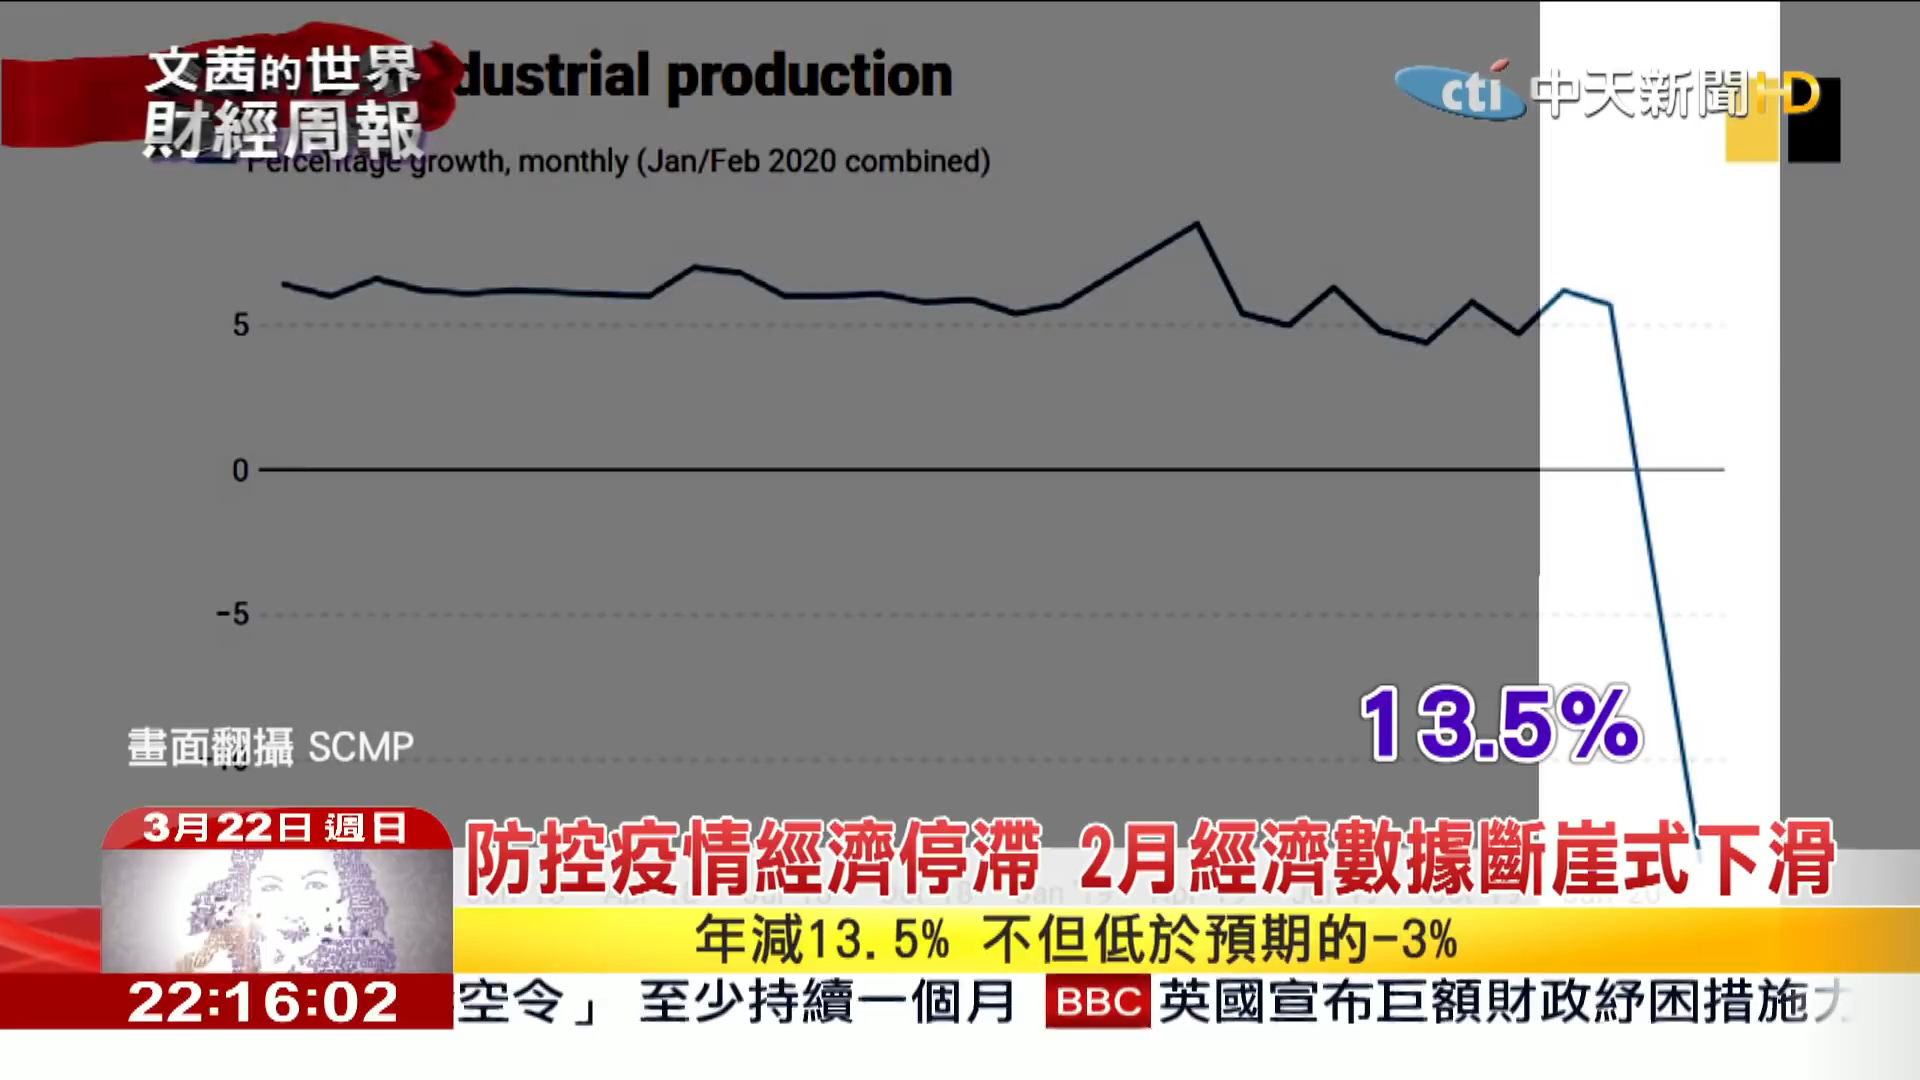 文茜的世界
財經周報
dustrial production
cti 中天新聞HD
Percentage growth, monthly (Jan/Feb 2020 combined)
5
0
-5
13.5%
畫面翻攝 SCMP
3月22日 週日
防控疫情經濟停滯 2月經濟數據斷崖式下滑
年減13.5% 不但低於預期的-3%
22:16:02
空令」 至少持續一個月 BBC 英國宣布巨額財政紓困措施